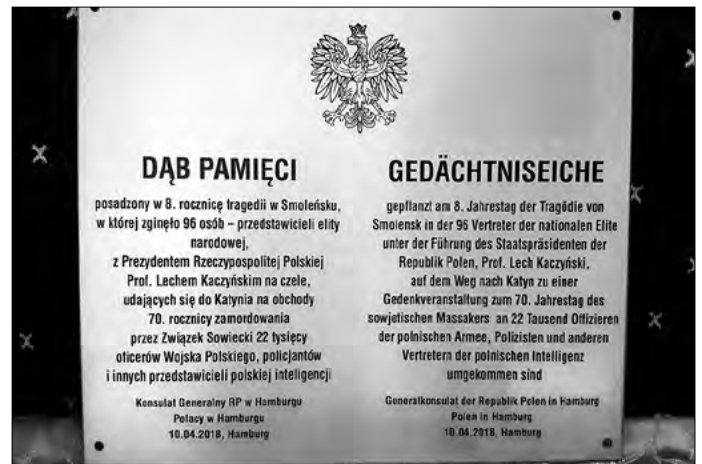 DĄB PAMIĘCI
posadzony w 8. rocznicę tragedii w Smoleńsku,
w której zginęło 96 osób – przedstawicieli elity
narodowej,
z Prezydentem Rzeczypospolitej Polskiej
Prof. Lechem Kaczyńskim na czele,
udających się do Katynia na obchody
70. rocznicy zamordowania
przez Związek Sowiecki 22 tysięcy
oficerów Wojska Polskiego, policjantów
i innych przedstawicieli polskiej inteligencji
Konsulat Generalny RP w Hamburgu
Polacy w Hamburgu
10.04.2018, Hamburg
GEDÄCHTNISEICHE
gepflanzt am 8. Jahrestag der Tragödie von
Smolensk in der 96 Vertreter der nationalen Elite
unter der Führung des Staatspräsidenten der
Republik Polen, Prof. Lech Kaczyński,
auf dem Weg nach Katyn zu einer
Gedenkveranstaltung zum 70. Jahrestag des
sowjetischen Massakers an 22 Tausend Offizieren
der polnischen Armee, Polizisten und anderen
Vertretern der polnischen Intelligenz
umgekommen sind
Generalkonsulat der Republik Polen in Hamburg
Polen in Hamburg
10.04.2018, Hamburg